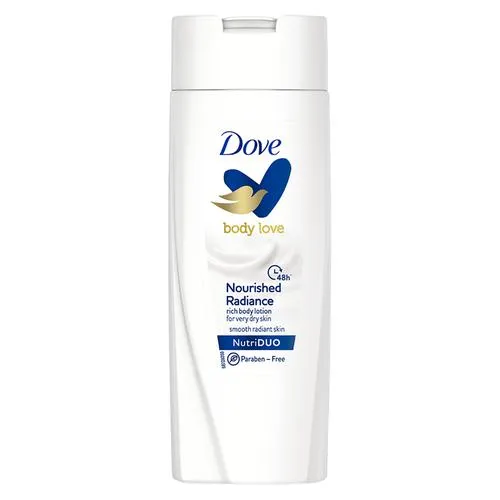 Dove
body love
48h*
Nourished
Radiance
rich body lotion
for very dry skin
smooth radiant skin
NutriDUO
Paraben – Free